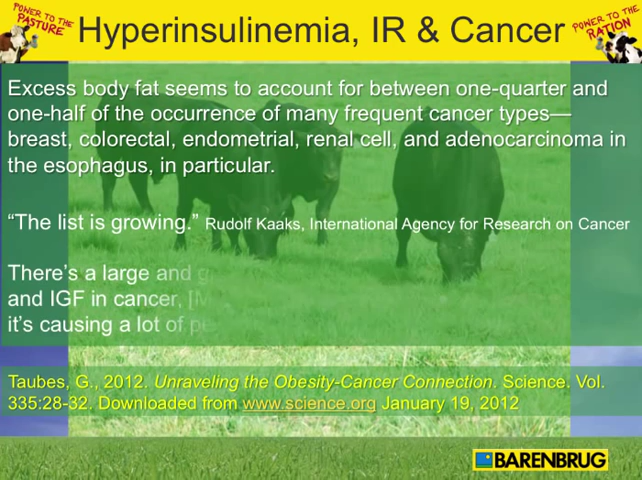 POWER TO THE
PASTURE
Hyperinsulinemia, IR & Cancer
POWER TO THE
RATION
Excess body fat seems to account for between one-quarter and
one-half of the occurrence of many frequent cancer types—
breast, colorectal, endometrial, renal cell, and adenocarcinoma in
the esophagus, in particular.
“The list is growing.” Rudolf Kaaks, International Agency for Research on Cancer
There’s a large and
and IGF in cancer,
it’s causing a lot of
Taubes, G., 2012. Unraveling the Obesity-Cancer Connection. Science. Vol.
335:28-32. Downloaded from www.science.org January 19, 2012
BARENBRUG